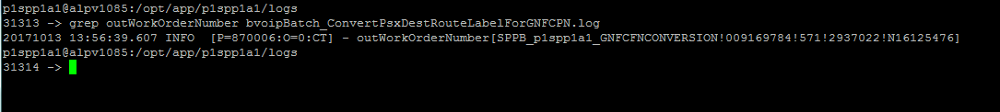 p1spp1a1@alpv1085:/opt/app/p1spp1a1/logs
31313 -> grep outWorkOrderNumber bvoipBatch_ConvertPsxDestRouteLabelForGNFCPN.log
20171013 13:56:39.607 INFO  [P=870006:O=0:CT] - outWorkOrderNumber[SPPB_p1spp1a1_GNFCFNCONVERSION!009169784!571!2937022!N16125476]
p1spp1a1@alpv1085:/opt/app/p1spp1a1/logs
31314 ->